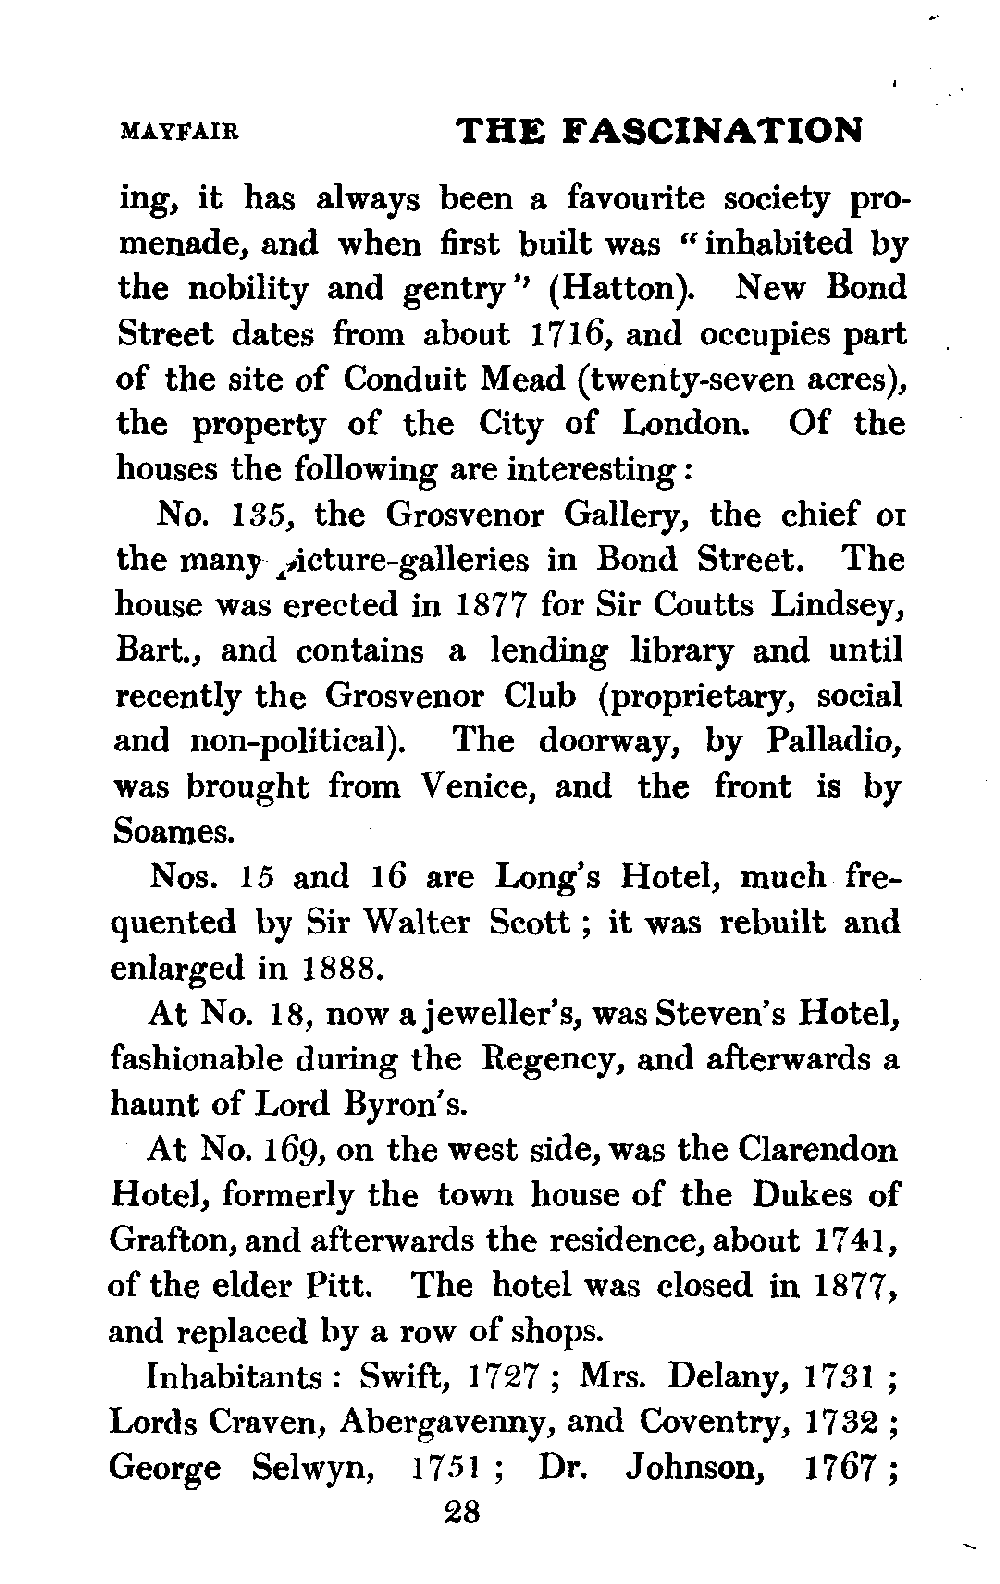 MAYFAIR THE FASCINATION
ing, it has always been a favourite society pro-
menade, and when first built was "inhabited by
the nobility and gentry" (Hatton). New Bond
Street dates from about 1716, and occupies part
of the site of Conduit Mead (twenty-seven acres),
the property of the City of London. Of the
houses the following are interesting :
No. 135, the Grosvenor Gallery, the chief or
the many picture-galleries in Bond Street. The
house was erected in 1877 for Sir Coutts Lindsey,
Bart., and contains a lending library and until
recently the Grosvenor Club (proprietary, social
and non-political). The doorway, by Palladio,
was brought from Venice, and the front is by
Soames.
Nos. 15 and 16 are Long's Hotel, much fre-
quented by Sir Walter Scott ; it was rebuilt and
enlarged in 1888.
At No. 18, now a jeweller's, was Steven's Hotel,
fashionable during the Regency, and afterwards a
haunt of Lord Byron's.
At No. 169, on the west side, was the Clarendon
Hotel, formerly the town house of the Dukes of
Grafton, and afterwards the residence, about 1741,
of the elder Pitt. The hotel was closed in 1877,
and replaced by a row of shops.
Inhabitants : Swift, 1727 ; Mrs. Delany, 1731 ;
Lords Craven, Abergavenny, and Coventry, 1732 ;
George Selwyn, 1751 ; Dr. Johnson, 1767 ;
28